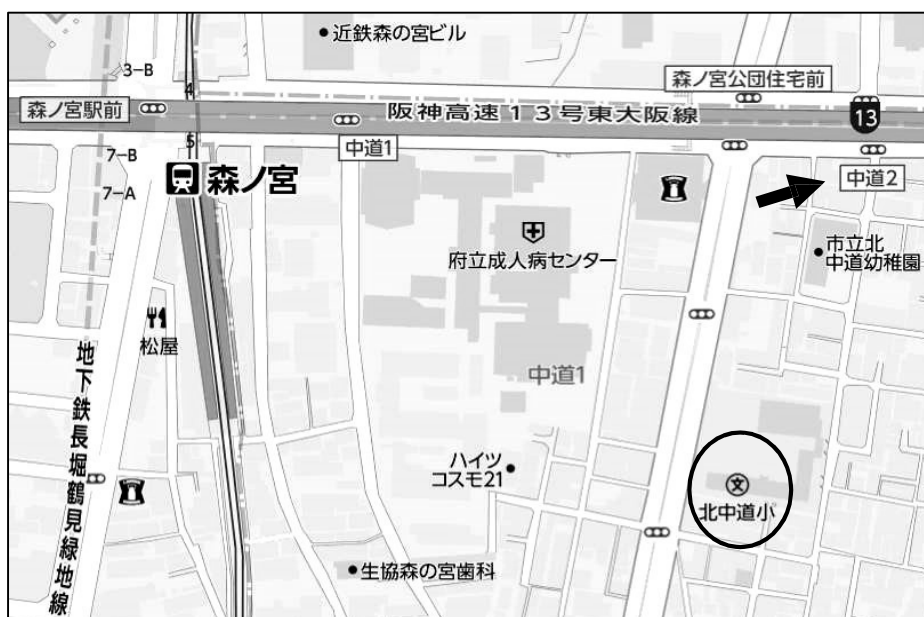 近鉄森の宮ビル
3-B
4
森ノ宮公団住宅前
森ノ宮駅前
阪神高速13号東大阪線
13
中道1
5
7-B
7-A
森ノ宮
中道2
府立成人病センター
市立北
中道幼稚園
松屋
中道1
地下鉄長堀鶴見緑地線
ハイツ
コスモ21
文
北中道小
生協森の宮歯科